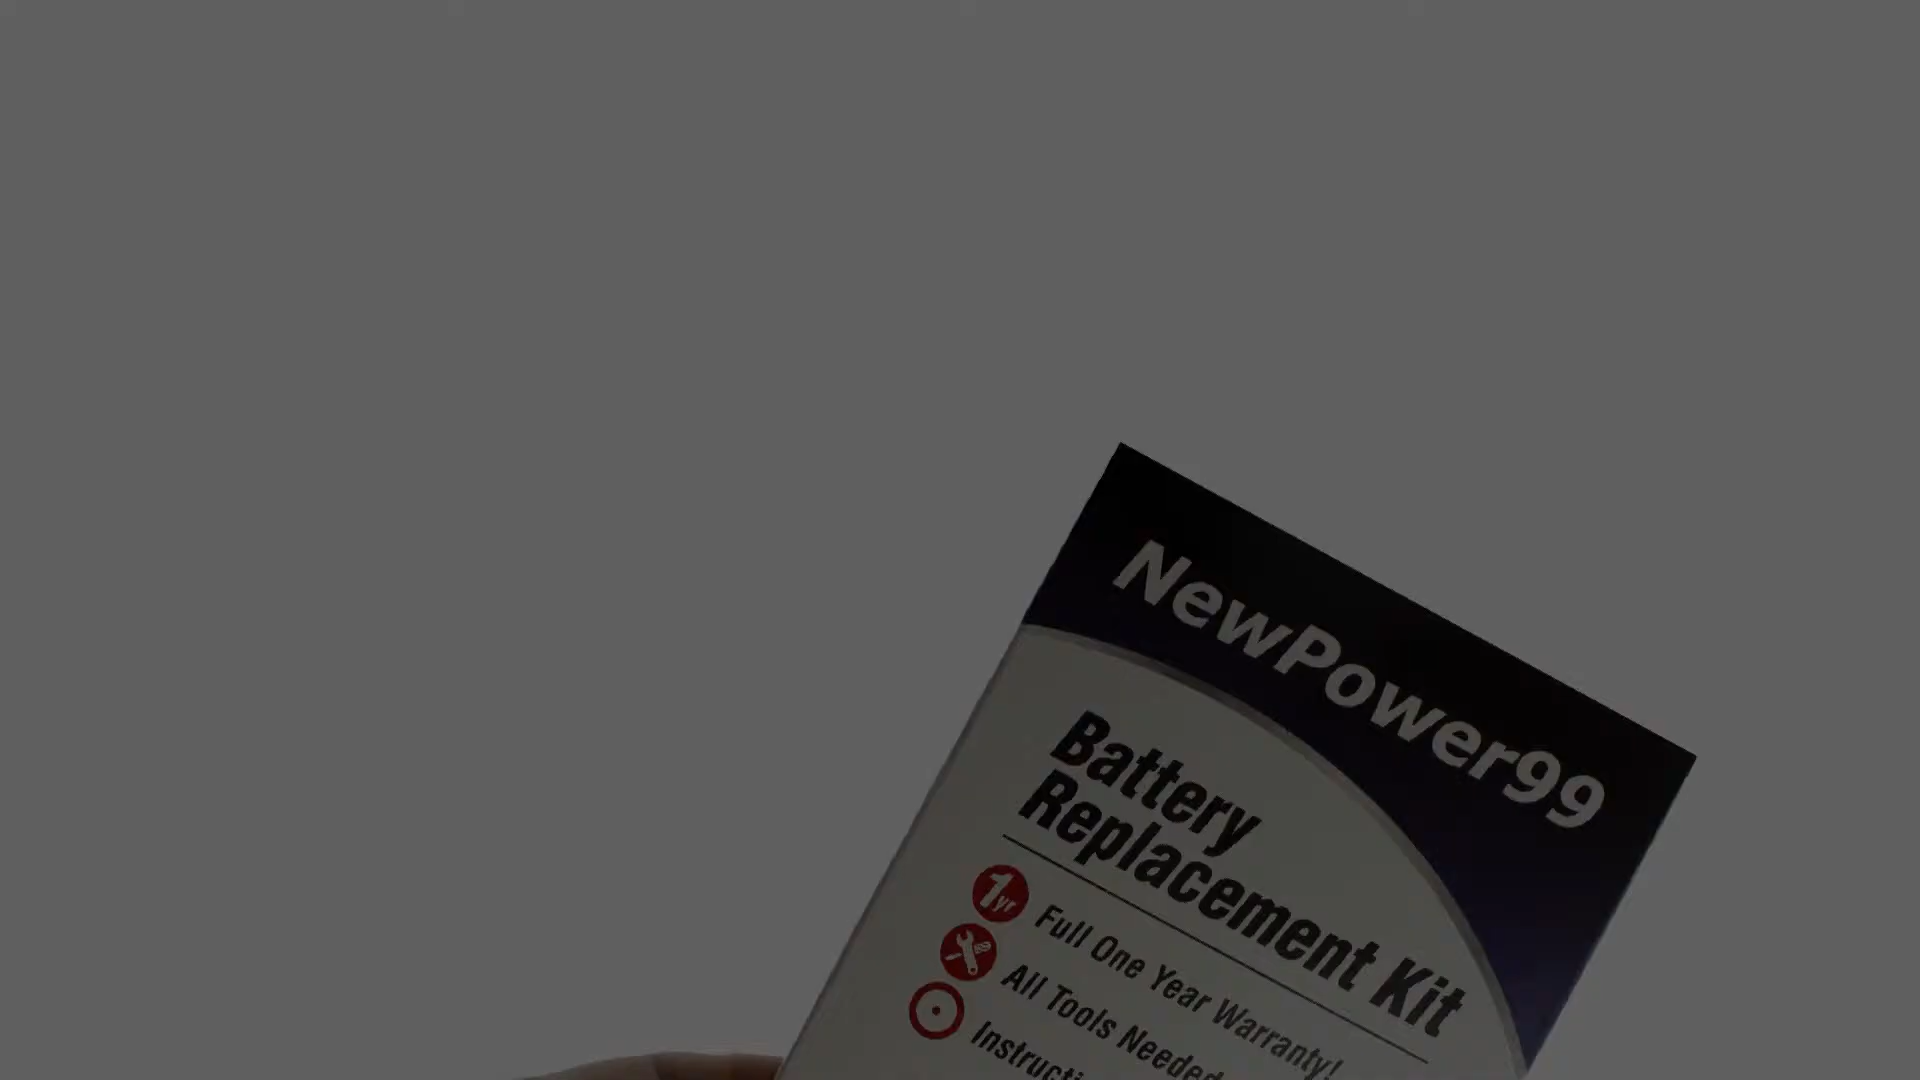 NewPower99
Battery
Replacement Kit
1yr
Full One Year Warranty!
All Tools Needed